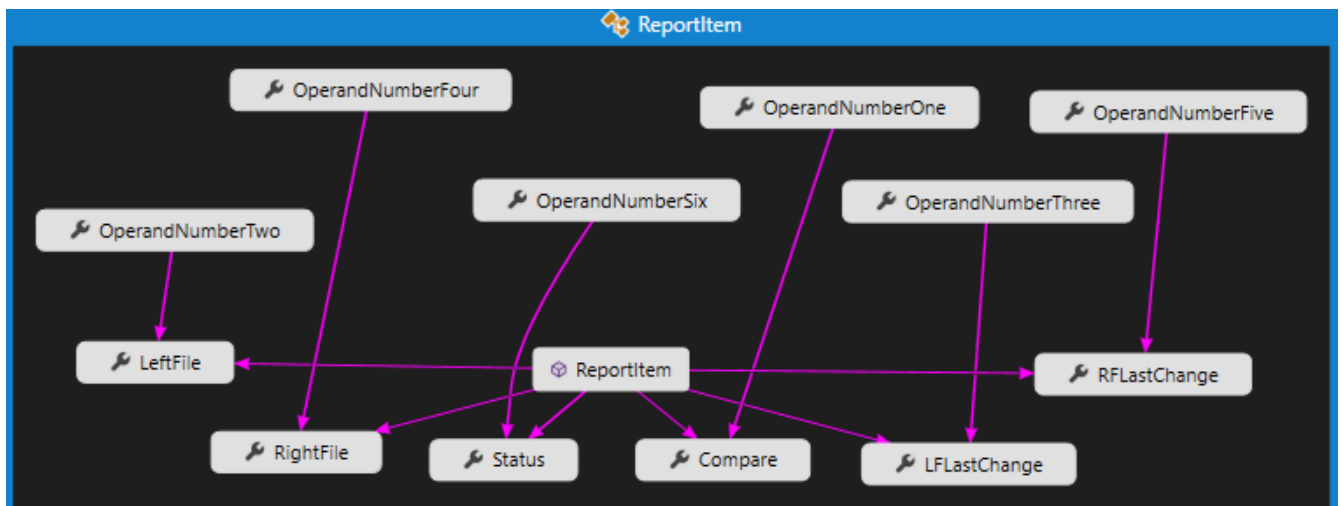 ReportItem
OperandNumberFour
OperandNumberOne
OperandNumberFive
OperandNumberSix
OperandNumberThree
OperandNumberTwo
LeftFile
ReportItem
RFLastChange
RightFile
Status
Compare
LFLastChange